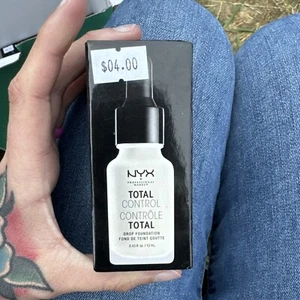 $04.00
NYX
PROFESSIONAL MAKEUP
TOTAL
CONTROL
CONTRÔLE
TOTAL
DROP FOUNDATION
FOND DE TEINT GOUTTE